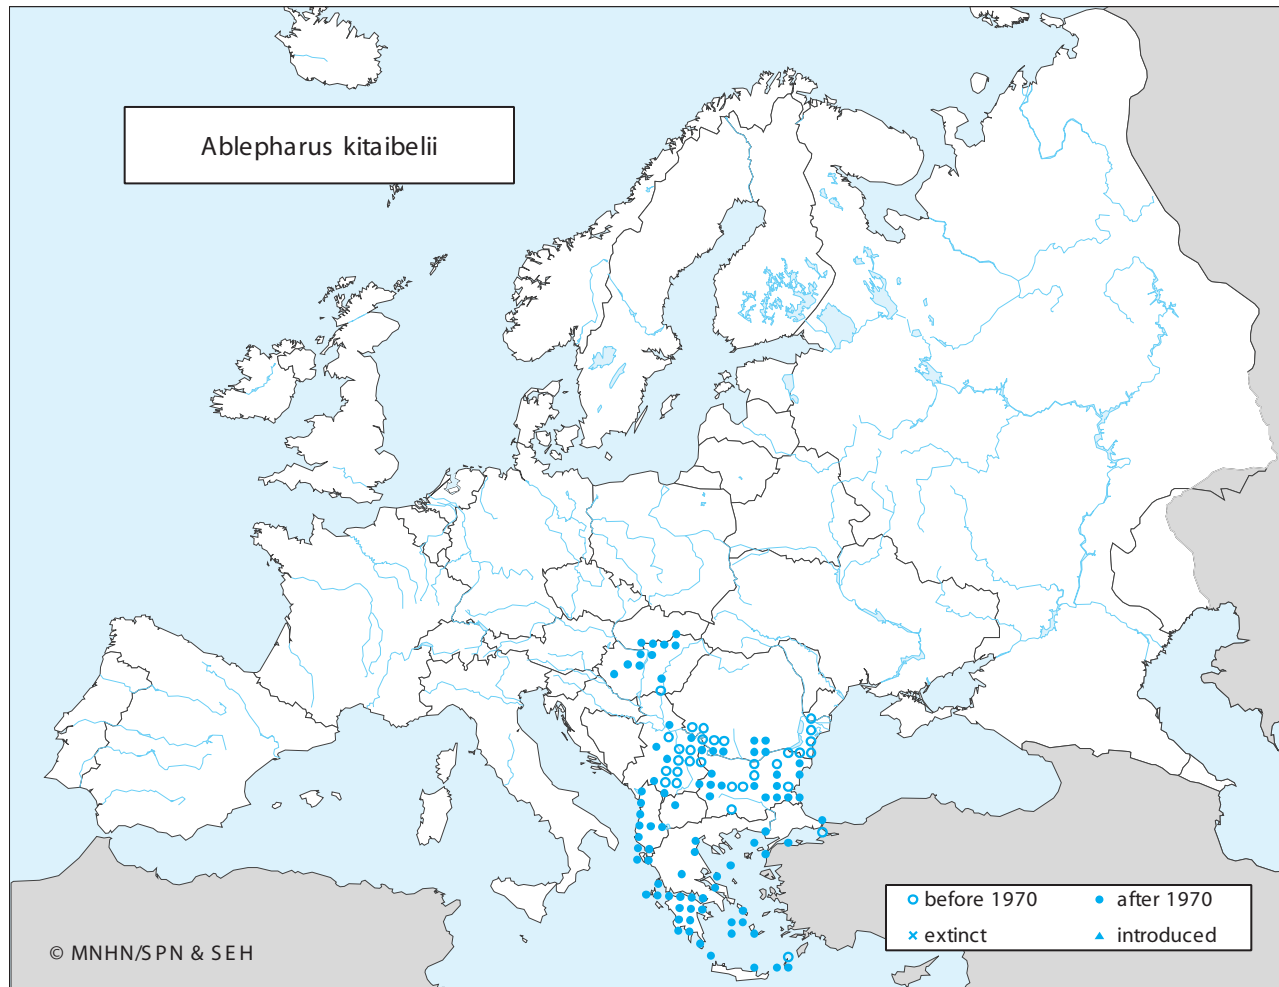 Ablepharus kitaibelii
before 1970
after 1970
extinct
introduced
© MNHN/SPN & SEH